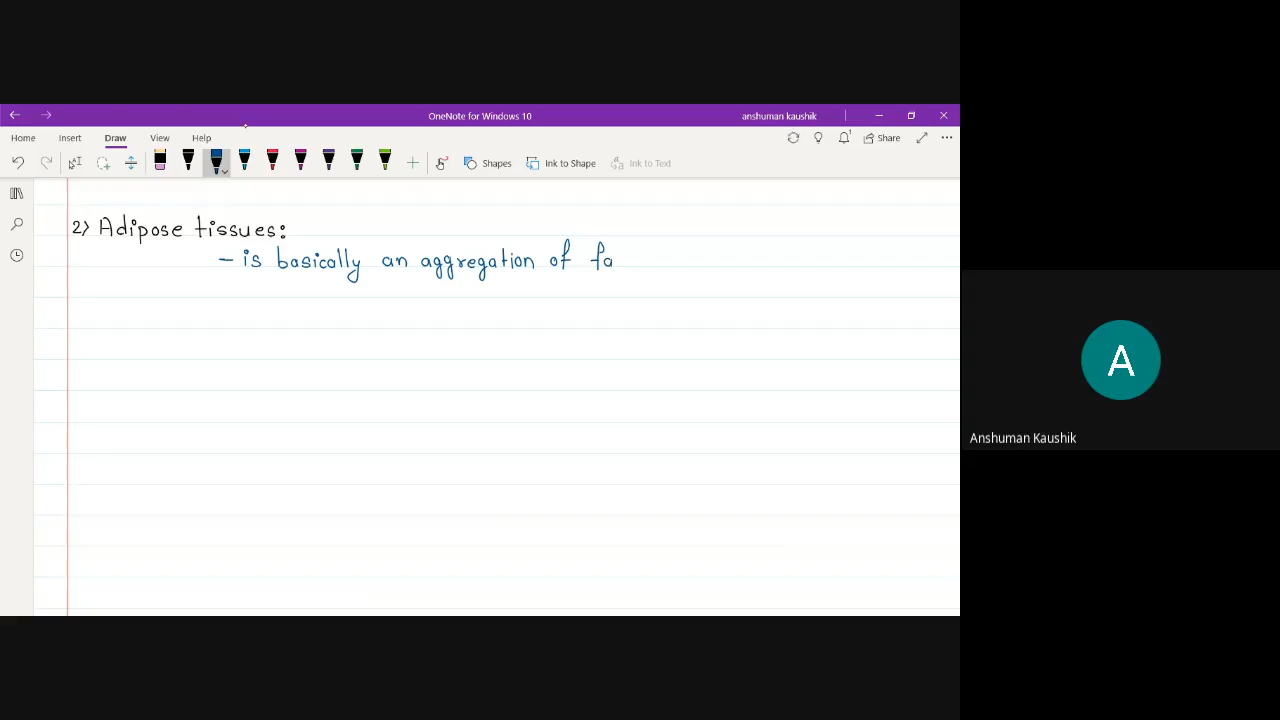 OneNote for Windows 10
anshuman kaushik
Home Insert Draw View Help
Share
Shapes Ink to Shape Ink to Text
2) Adipose tissues:
- is basically an aggregation of fa
A
Anshuman Kaushik